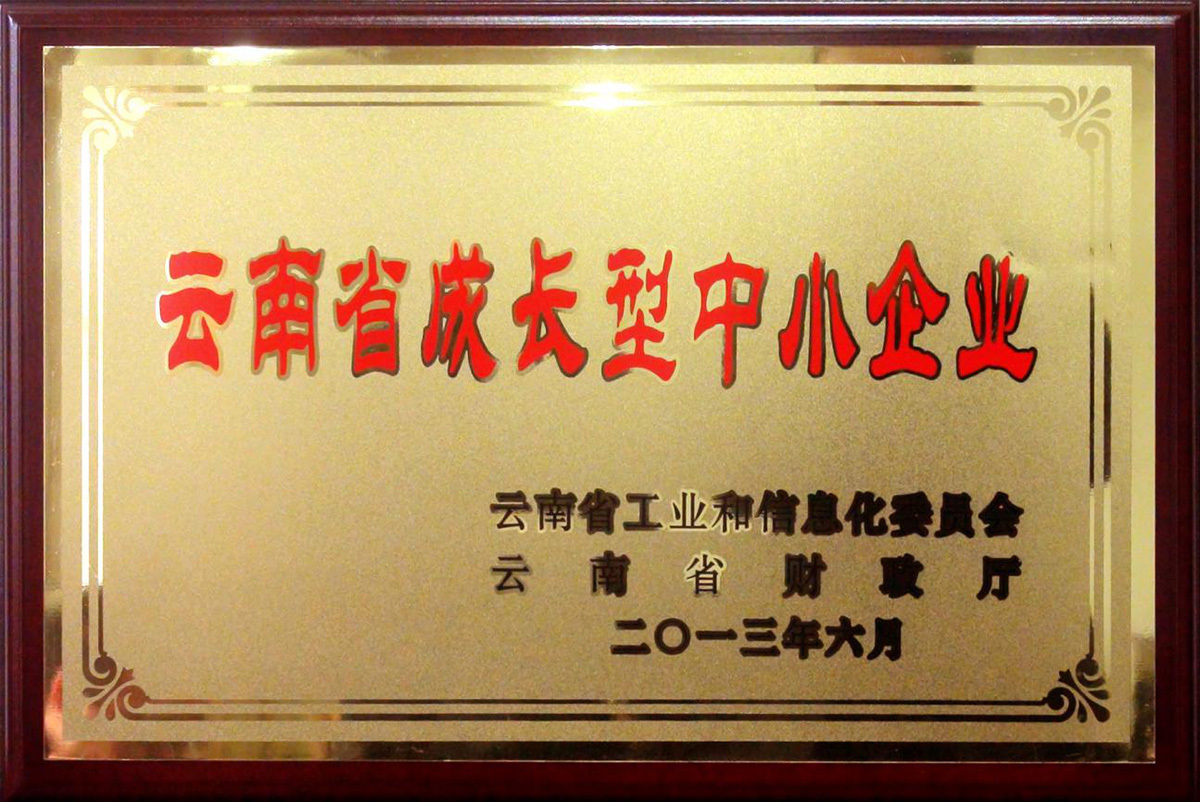 云南省成长型中小企业
云南省工业和信息化委员会
云南省财政厅
二〇一三年六月